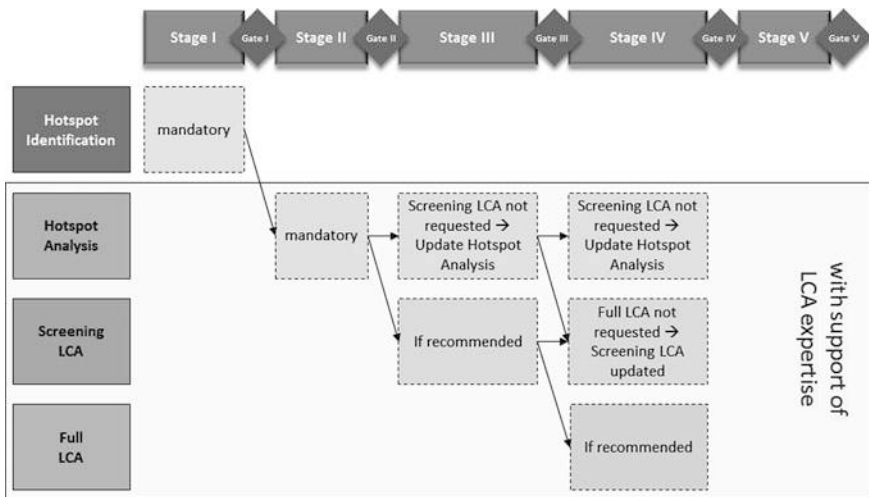 Stage I
Gate I
Stage II
Gate II
Stage III
Gate III
Stage IV
Gate IV
Stage V
Gate V
Hotspot
Identification
mandatory
Hotspot
Analysis
mandatory
Screening LCA not
requested →
Update Hotspot
Analysis
Screening LCA not
requested →
Update Hotspot
Analysis
Screening
LCA
If recommended
Full LCA not
requested →
Screening LCA
updated
Full
LCA
If recommended
with support of
LCA expertise